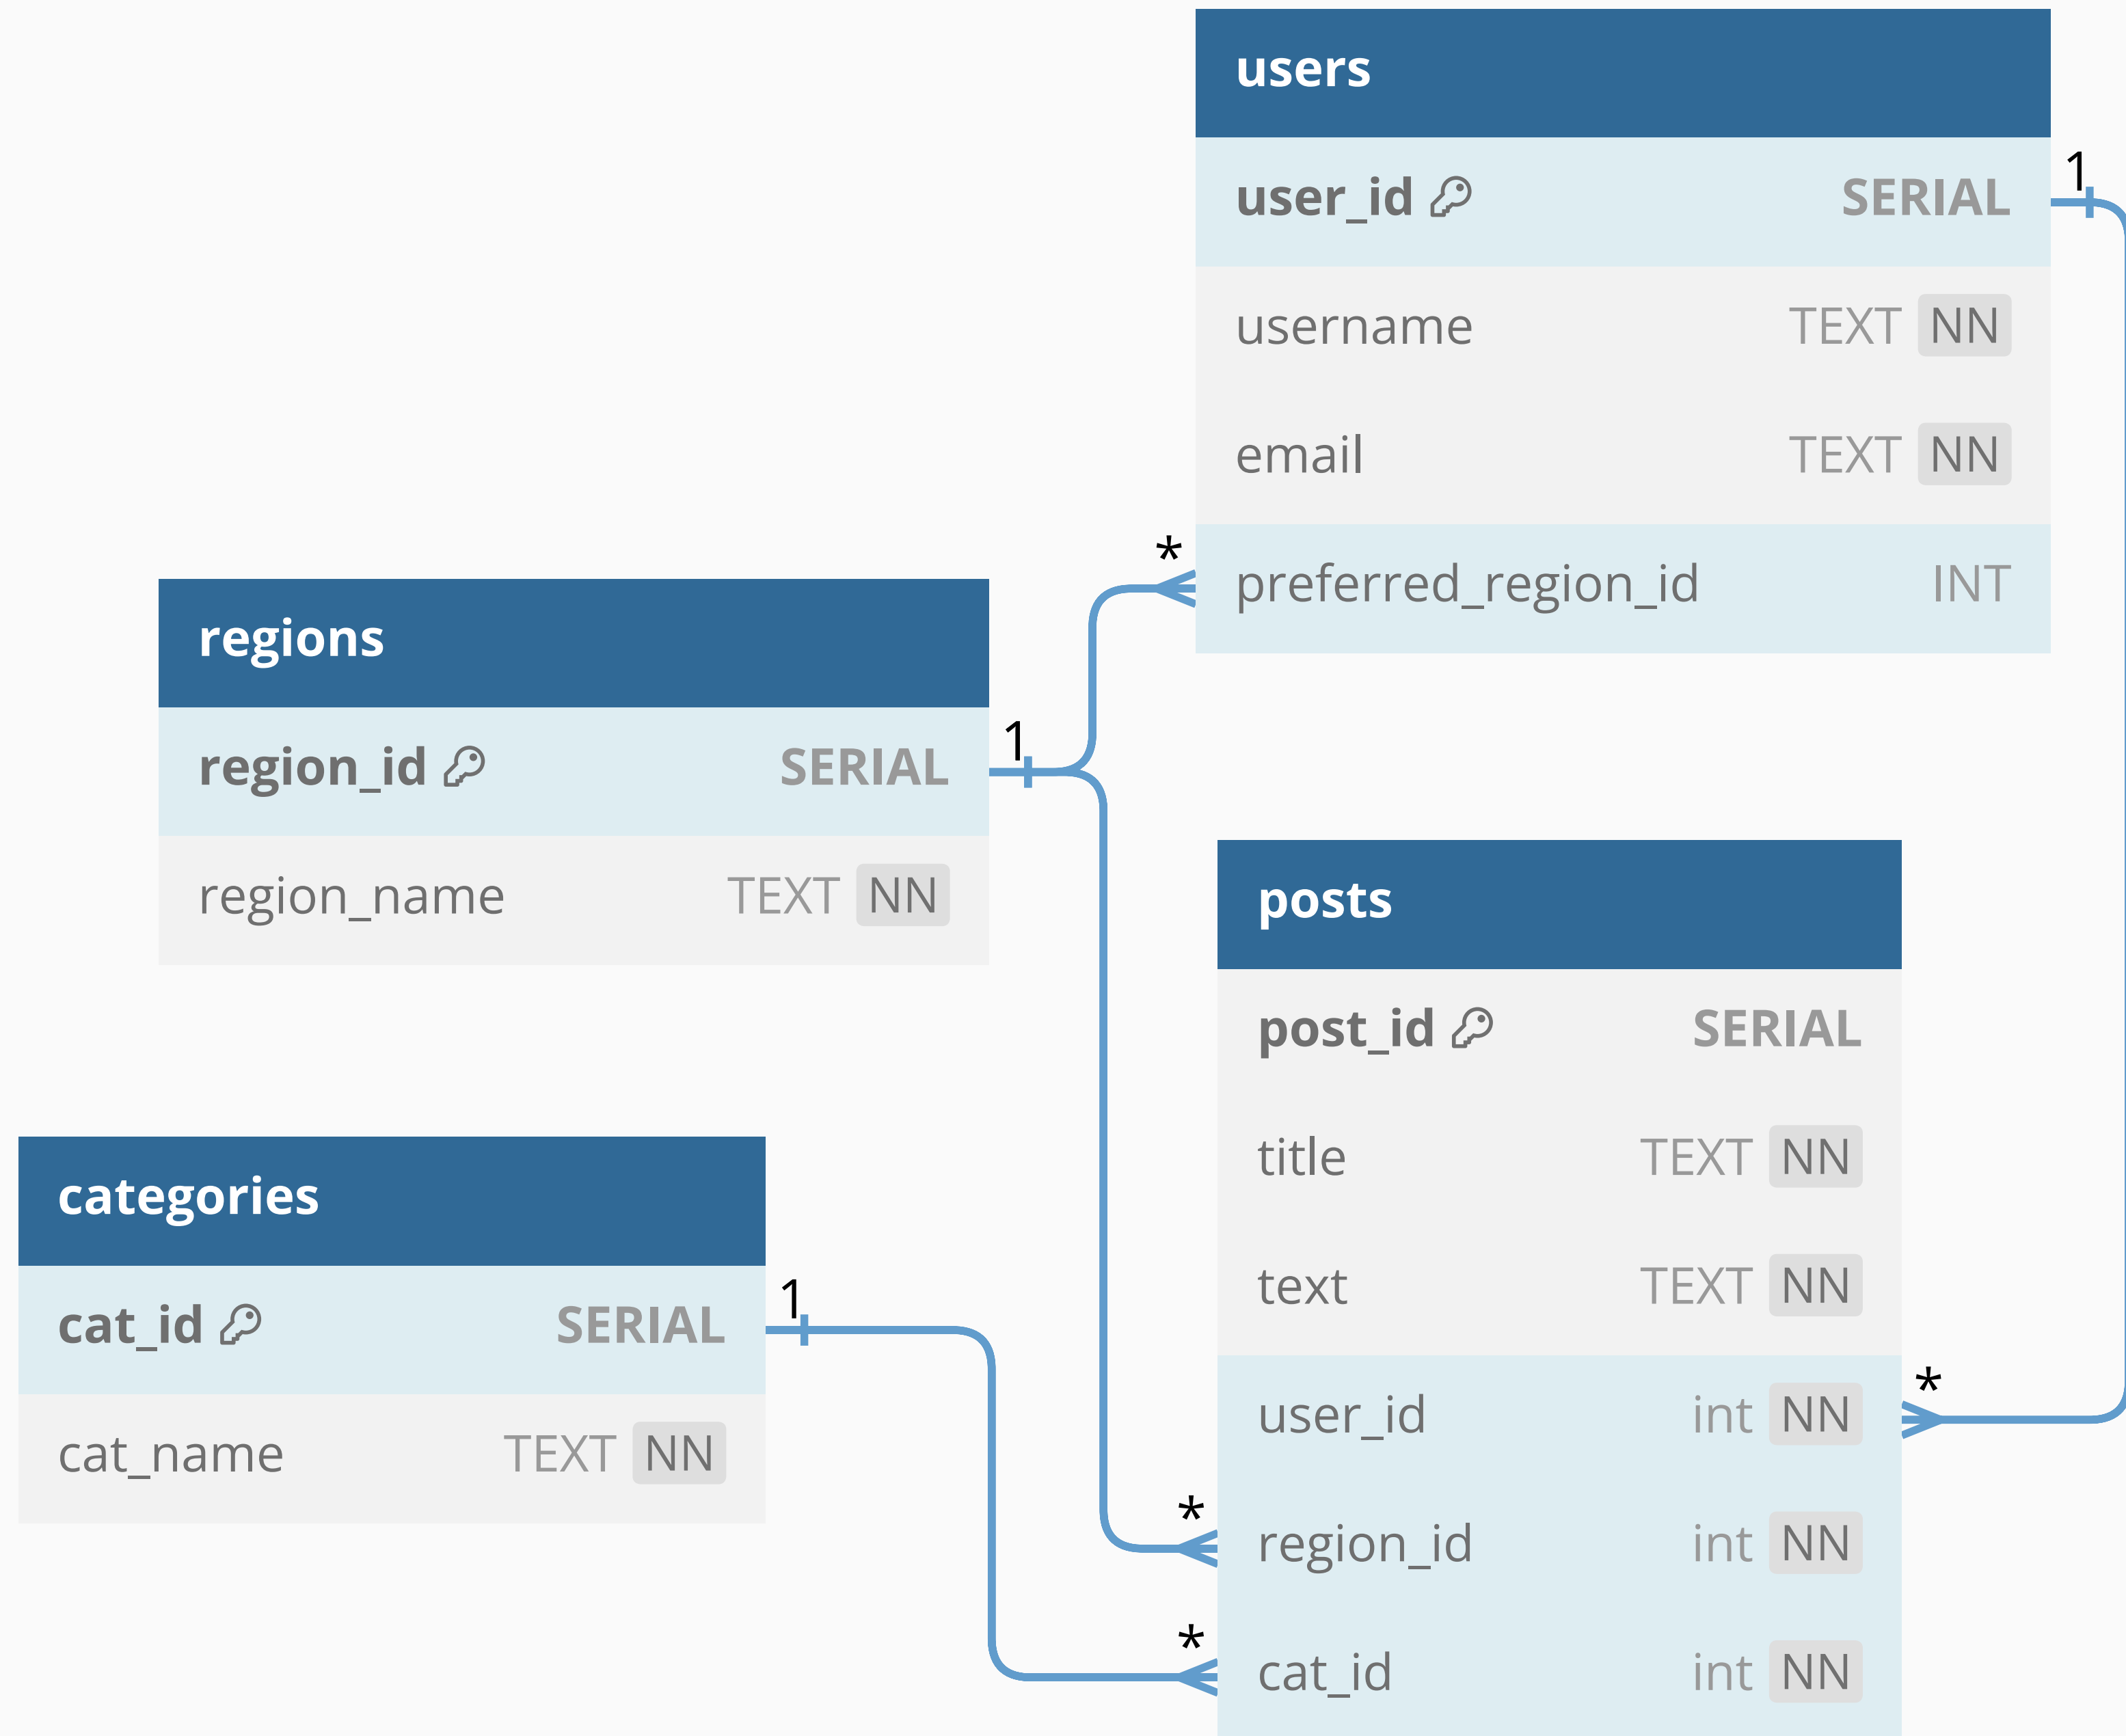 users
user_id SERIAL
1
username TEXT NN
email TEXT NN
*
preferred_region_id INT
regions
1
region_id SERIAL
region_name TEXT NN
posts
post_id SERIAL
title TEXT NN
text TEXT NN
*
user_id int NN
*
region_id int NN
*
cat_id int NN
categories
1
cat_id SERIAL
cat_name TEXT NN